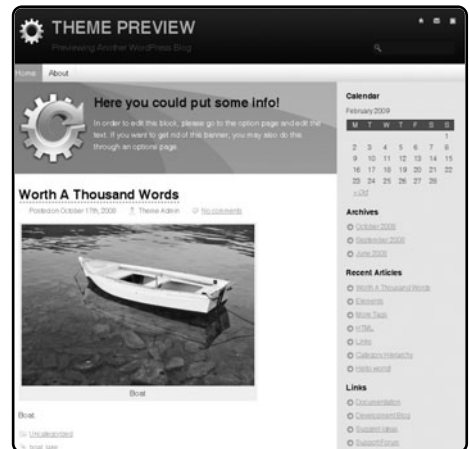 THEME PREVIEW
Previewing Another WordPress Blog
Home About
Here you could put some info!
In order to edit this block, please go to the option page and edit the
text. If you want to get rid of this banner, you may also do this
through an options page.
Worth A Thousand Words
Posted on October 17th, 2008 Theme Admin No comments
Boat
Boat.
Uncategorized
boat, lake
Calendar
February 2009
M T W T F S S
1
2 3 4 5 6 7 8
9 10 11 12 13 14 15
16 17 18 19 20 21 22
23 24 25 26 27 28
« Oct
Archives
October 2008
September 2008
June 2008
Recent Articles
Worth A Thousand Words
Elements
More Tags
HTML
Links
Category Hierarchy
Hello world!
Links
Documentation
Development Blog
Suggest Ideas
Support Forum